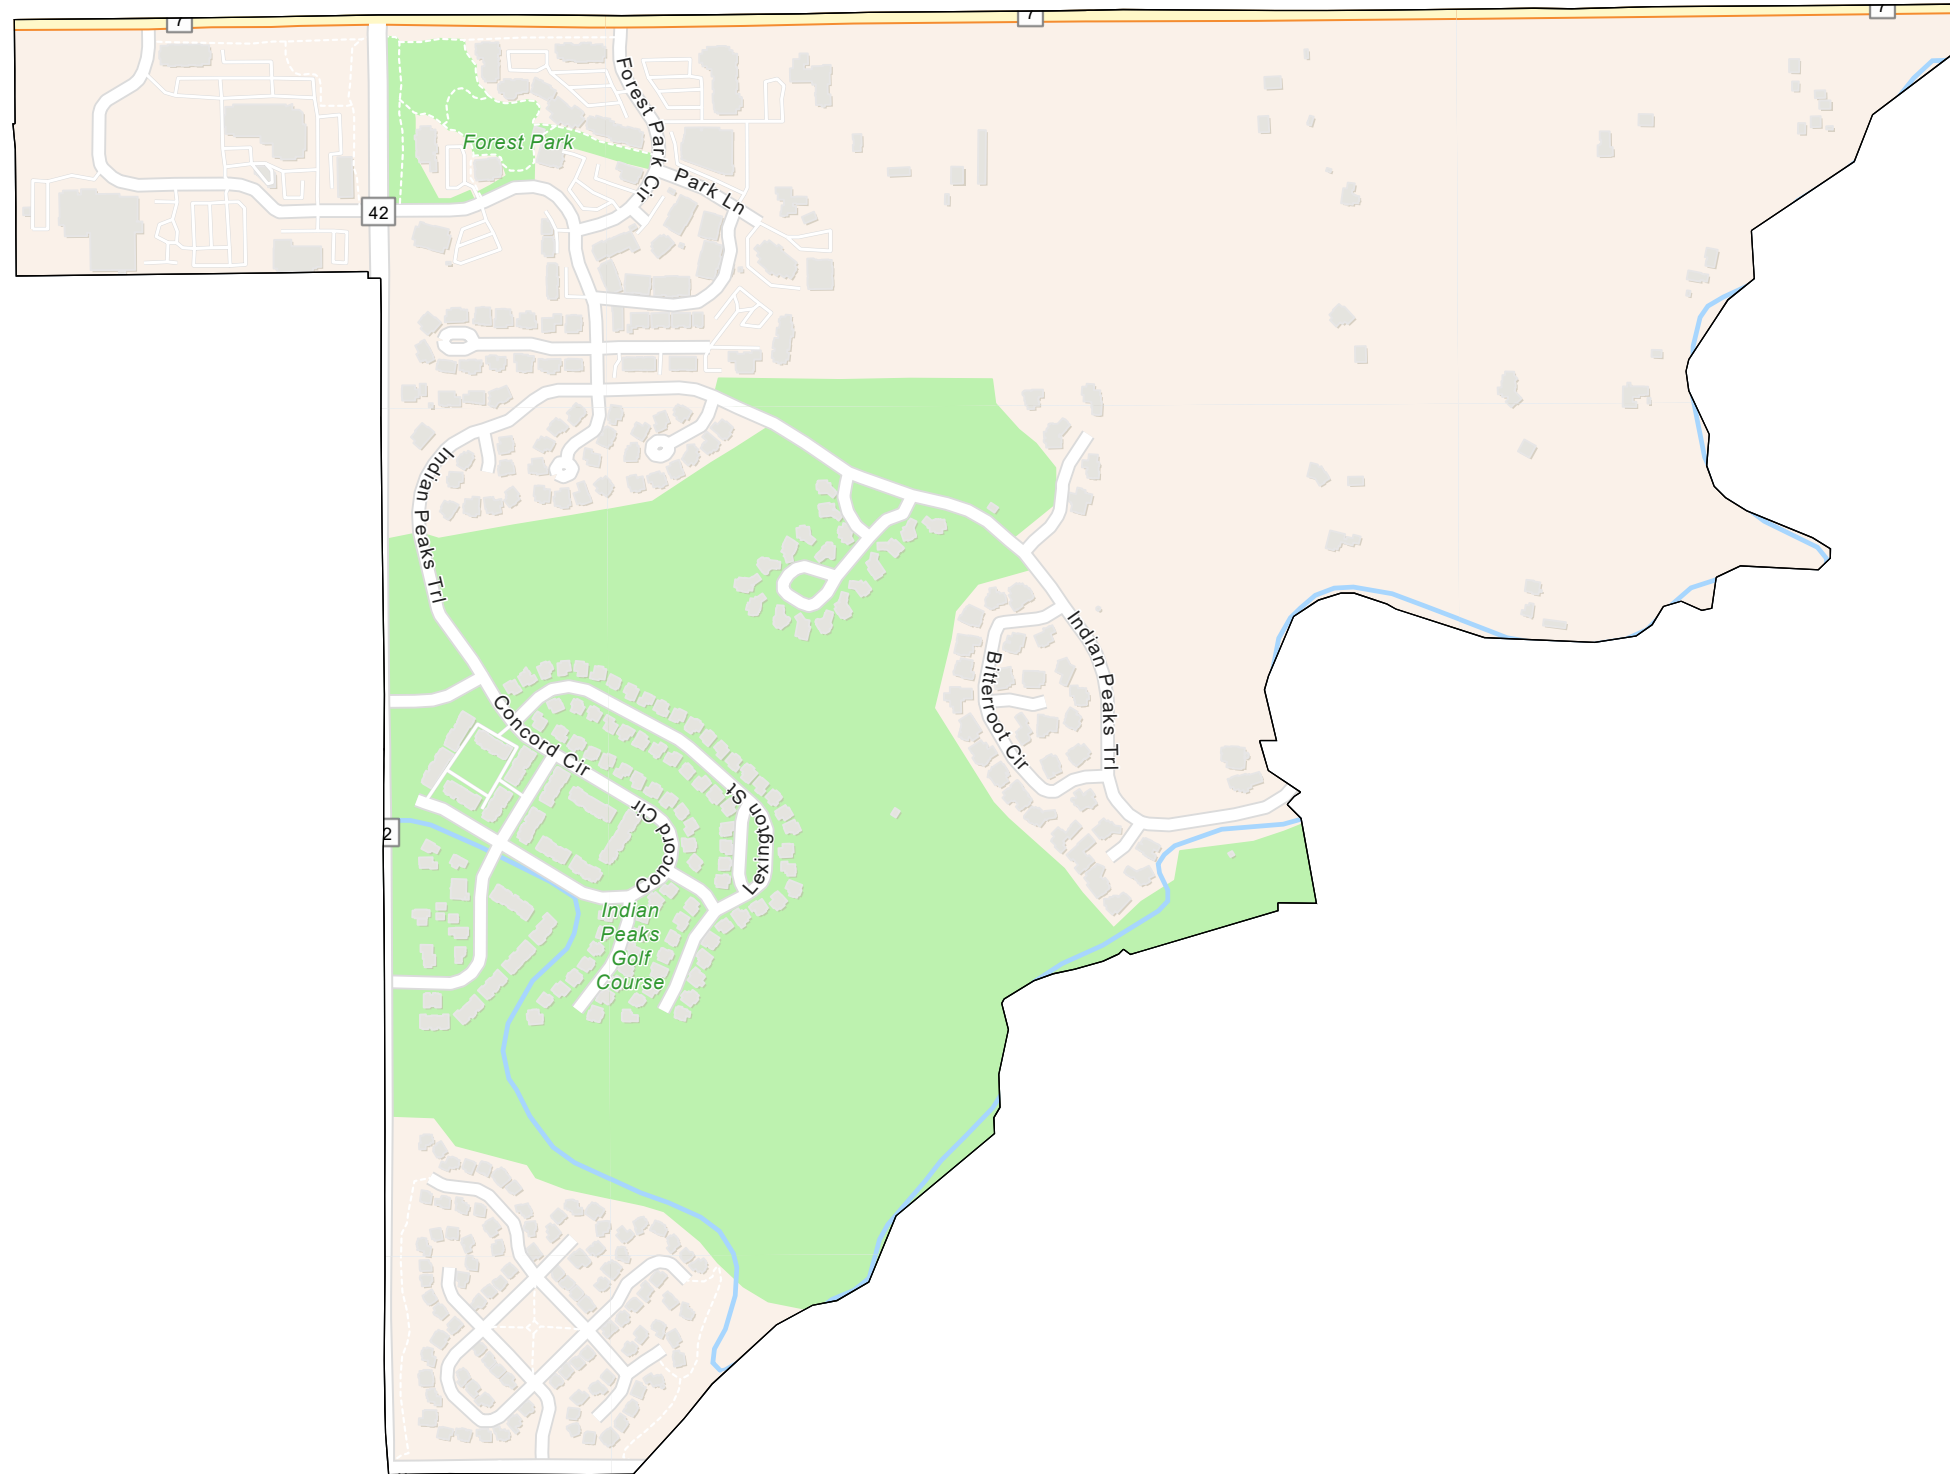 7
7
7
Forest Park Cir
Forest Park
Park Ln
42
Indian Peaks Trl
Indian Peaks Trl
Bitterroot Cir
Concord Cir
Concord Cir
Lexington St
2
Indian
Peaks
Golf
Course